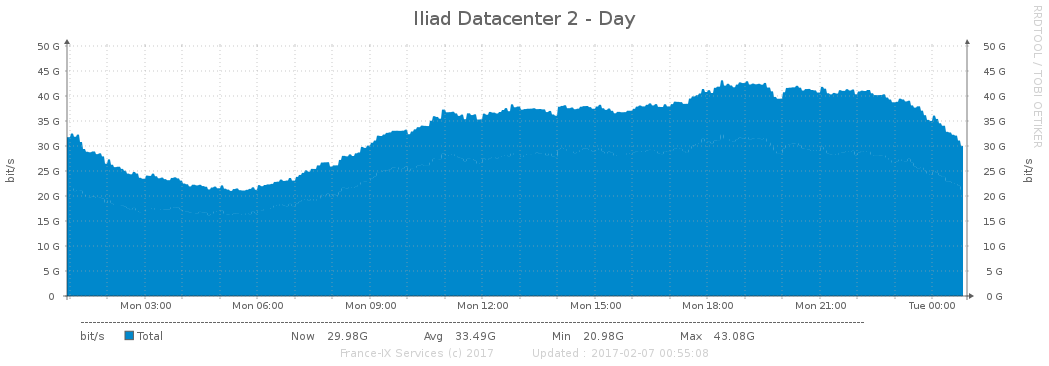 Iliad Datacenter 2 - Day
RRDTOOL / TOBI OETIKER
50 G 50 G
45 G 45 G
40 G 40 G
35 G 35 G
30 G 30 G
25 G 25 G
20 G 20 G
15 G 15 G
10 G 10 G
5 G 5 G
0 0 G
bit/s bit/s
Mon 03:00 Mon 06:00 Mon 09:00 Mon 12:00 Mon 15:00 Mon 18:00 Mon 21:00 Tue 00:00
bit/s Total Now 29.98G Avg 33.49G Min 20.98G Max 43.08G
France-IX Services (c) 2017 Updated : 2017-02-07 00:55:08